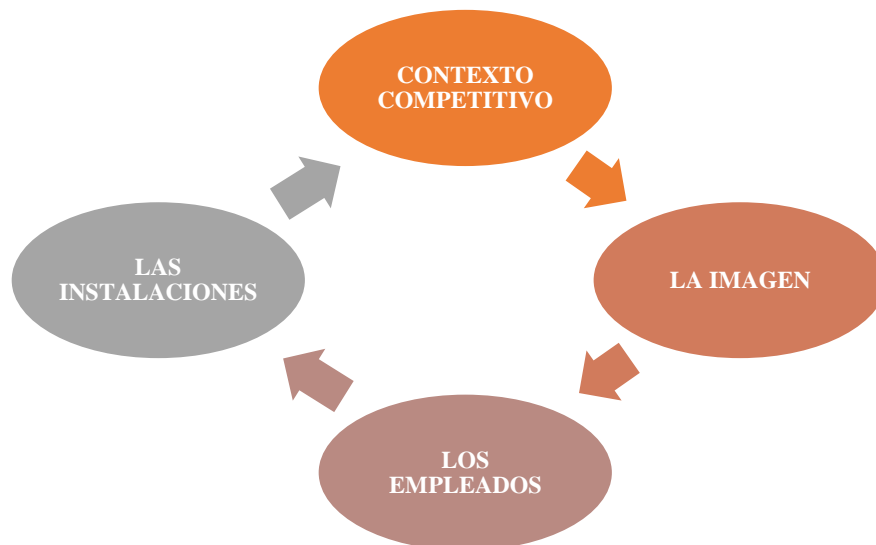 CONTEXTO
COMPETITIVO
LA IMAGEN
LOS
EMPLEADOS
LAS
INSTALACIONES